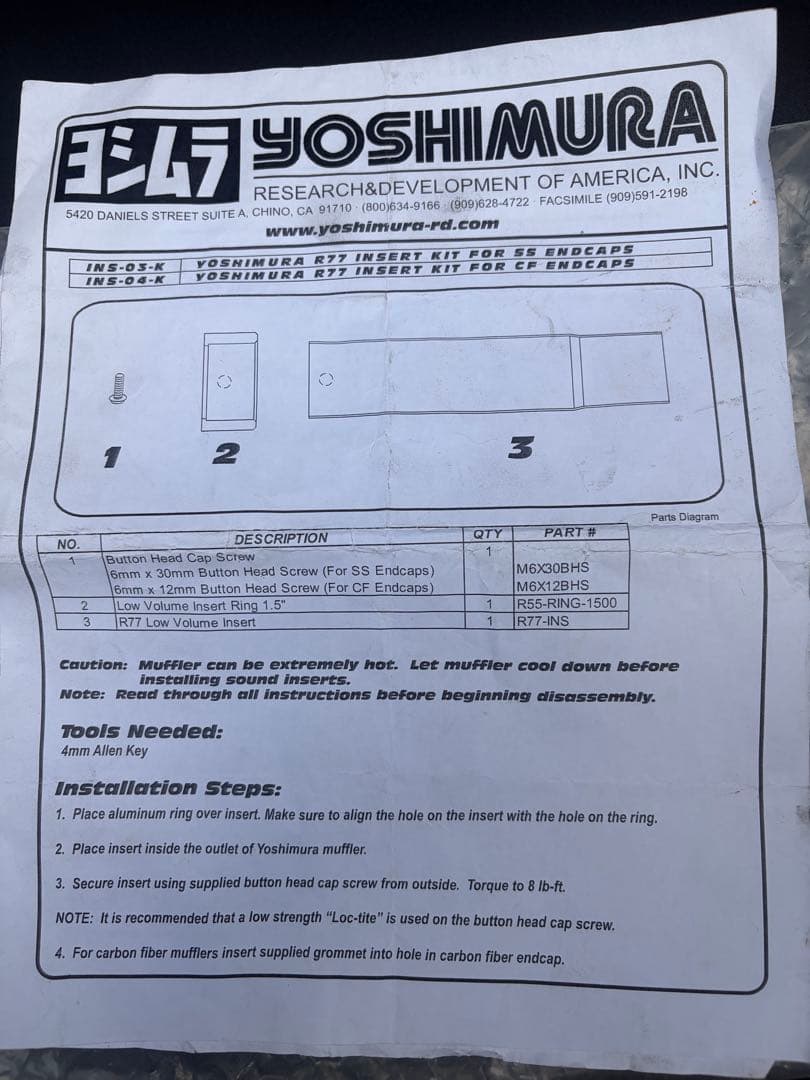 ヨシムラ YOSHIMURA
RESEARCH&DEVELOPMENT OF AMERICA, INC.
5420 DANIELS STREET SUITE A, CHINO, CA 91710 · (800)634-9166 · (909)628-4722 · FACSIMILE (909)591-2198
www.yoshimura-rd.com
INS-03-K YOSHIMURA R77 INSERT KIT FOR SS ENDCAPS
INS-04-K YOSHIMURA R77 INSERT KIT FOR CF ENDCAPS
1 2 3
Parts Diagram
NO. DESCRIPTION QTY PART #
1 Button Head Cap Screw 1
6mm x 30mm Button Head Screw (For SS Endcaps) M6X30BHS
6mm x 12mm Button Head Screw (For CF Endcaps) M6X12BHS
2 Low Volume Insert Ring 1.5" 1 R55-RING-1500
3 R77 Low Volume Insert 1 R77-INS
Caution: Muffler can be extremely hot. Let muffler cool down before
installing sound inserts.
Note: Read through all instructions before beginning disassembly.
Tools Needed:
4mm Allen Key
Installation Steps:
1. Place aluminum ring over insert. Make sure to align the hole on the insert with the hole on the ring.
2. Place insert inside the outlet of Yoshimura muffler.
3. Secure insert using supplied button head cap screw from outside. Torque to 8 lb-ft.
NOTE: It is recommended that a low strength “Loc-tite” is used on the button head cap screw.
4. For carbon fiber mufflers insert supplied grommet into hole in carbon fiber endcap.